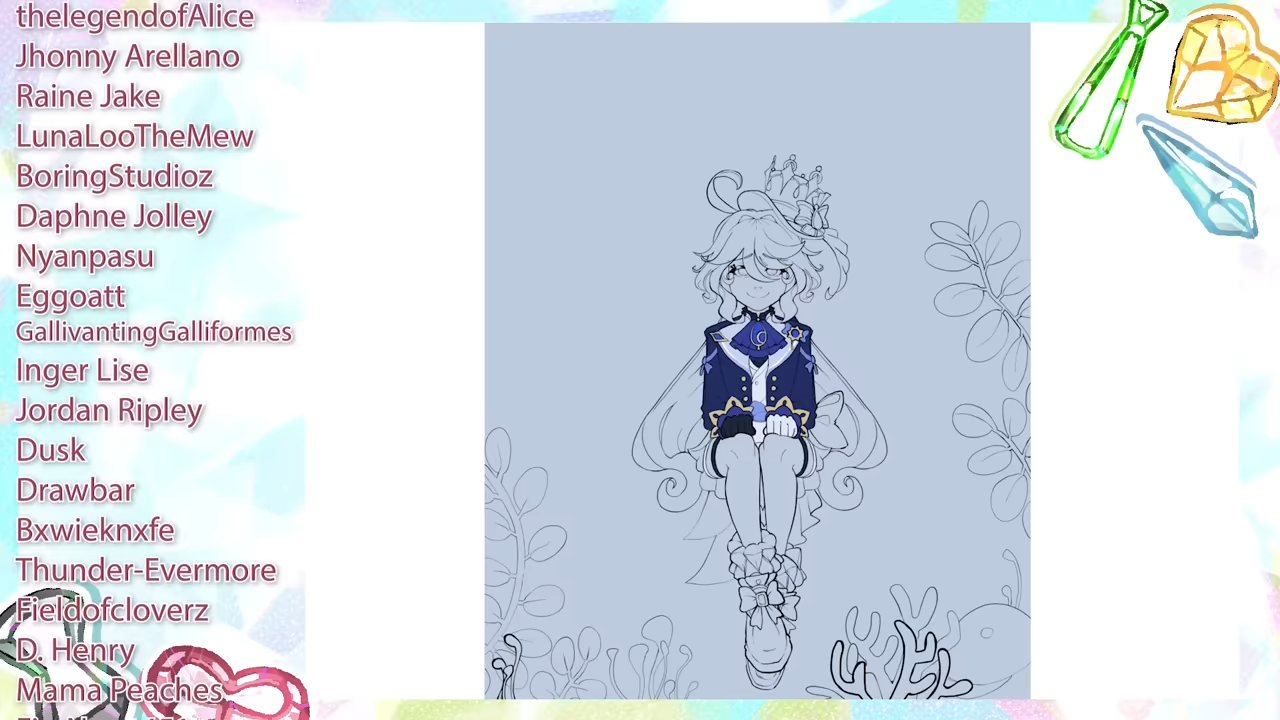 thelegendofAlice
Jhonny Arellano
Raine Jake
LunaLooTheMew
BoringStudioz
Daphne Jolley
Nyanpasu
Eggoatt
GallivantingGalliformes
Inger Lise
Jordan Ripley
Dusk
Drawbar
Bxwieknxfe
Thunder-Evermore
Fieldofcloverz
D. Henry
Mama Peaches